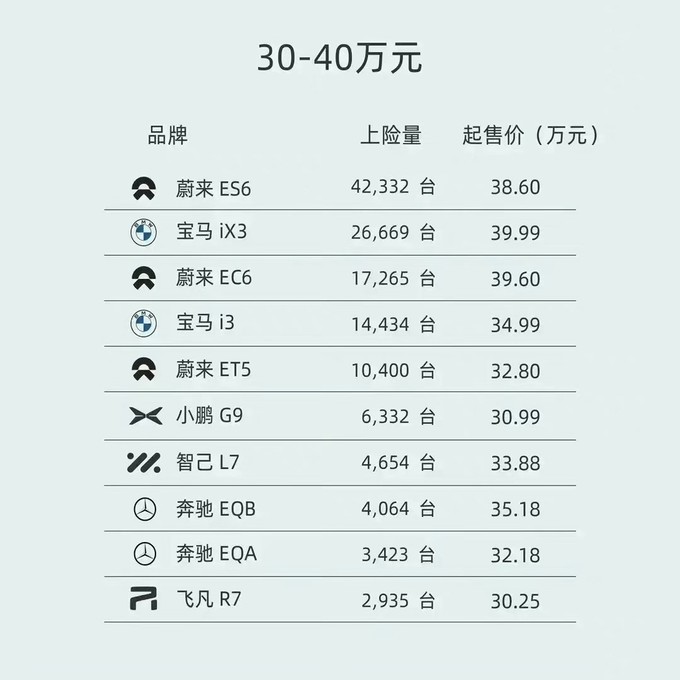 30-40万元
品牌 上险量 起售价（万元）
蔚来 ES6 42,332 台 38.60
宝马 iX3 26,669 台 39.99
蔚来 EC6 17,265 台 39.60
宝马 i3 14,434 台 34.99
蔚来 ET5 10,400 台 32.80
小鹏 G9 6,332 台 30.99
智己 L7 4,654 台 33.88
奔驰 EQB 4,064 台 35.18
奔驰 EQA 3,423 台 32.18
飞凡 R7 2,935 台 30.25